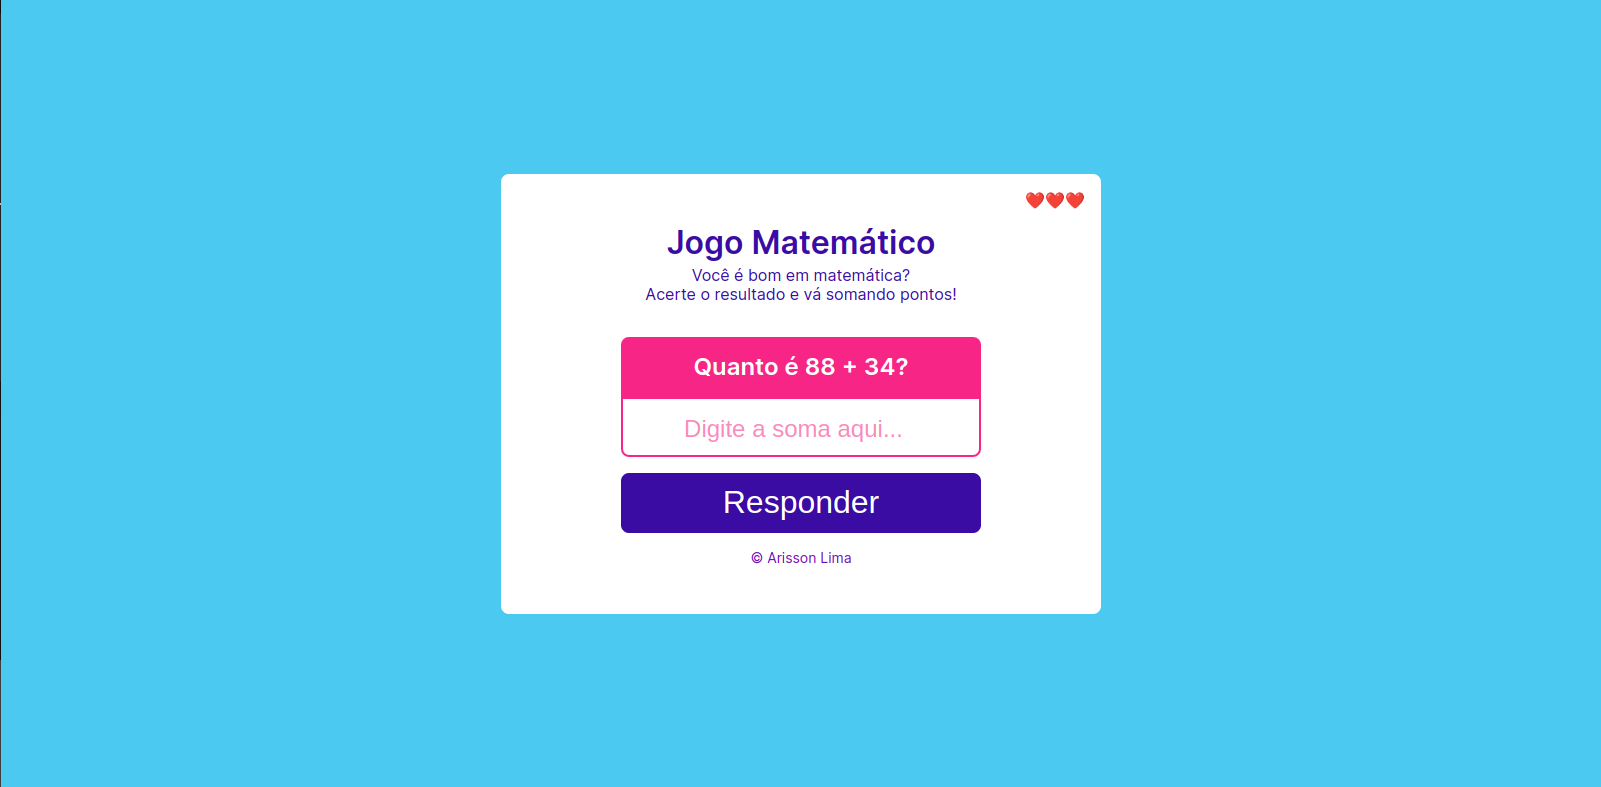 Jogo Matemático
Você é bom em matemática?
Acerte o resultado e vá somando pontos!
Quanto é 88 + 34?
Digite a soma aqui...
Responder
© Arisson Lima